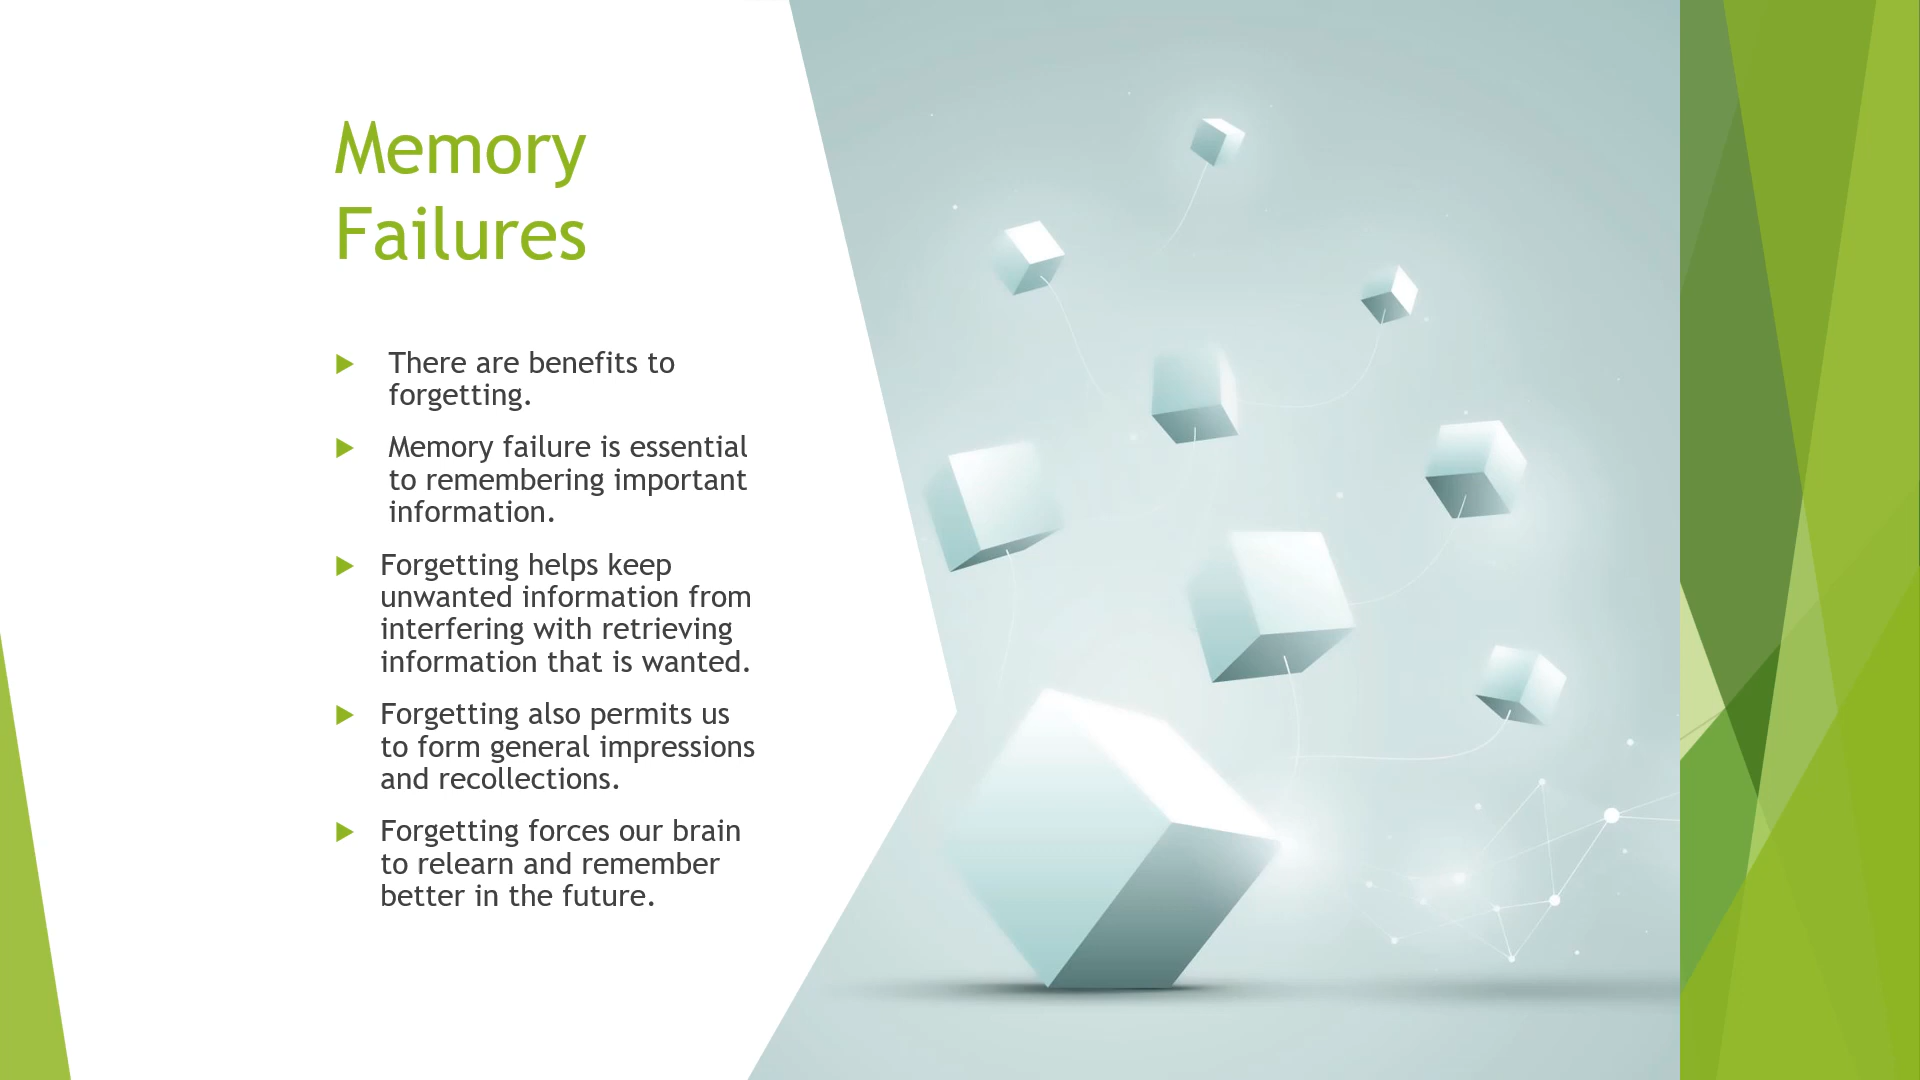 Memory
Failures
There are benefits to
forgetting.
Memory failure is essential
to remembering important
information.
Forgetting helps keep
unwanted information from
interfering with retrieving
information that is wanted.
Forgetting also permits us
to form general impressions
and recollections.
Forgetting forces our brain
to relearn and remember
better in the future.